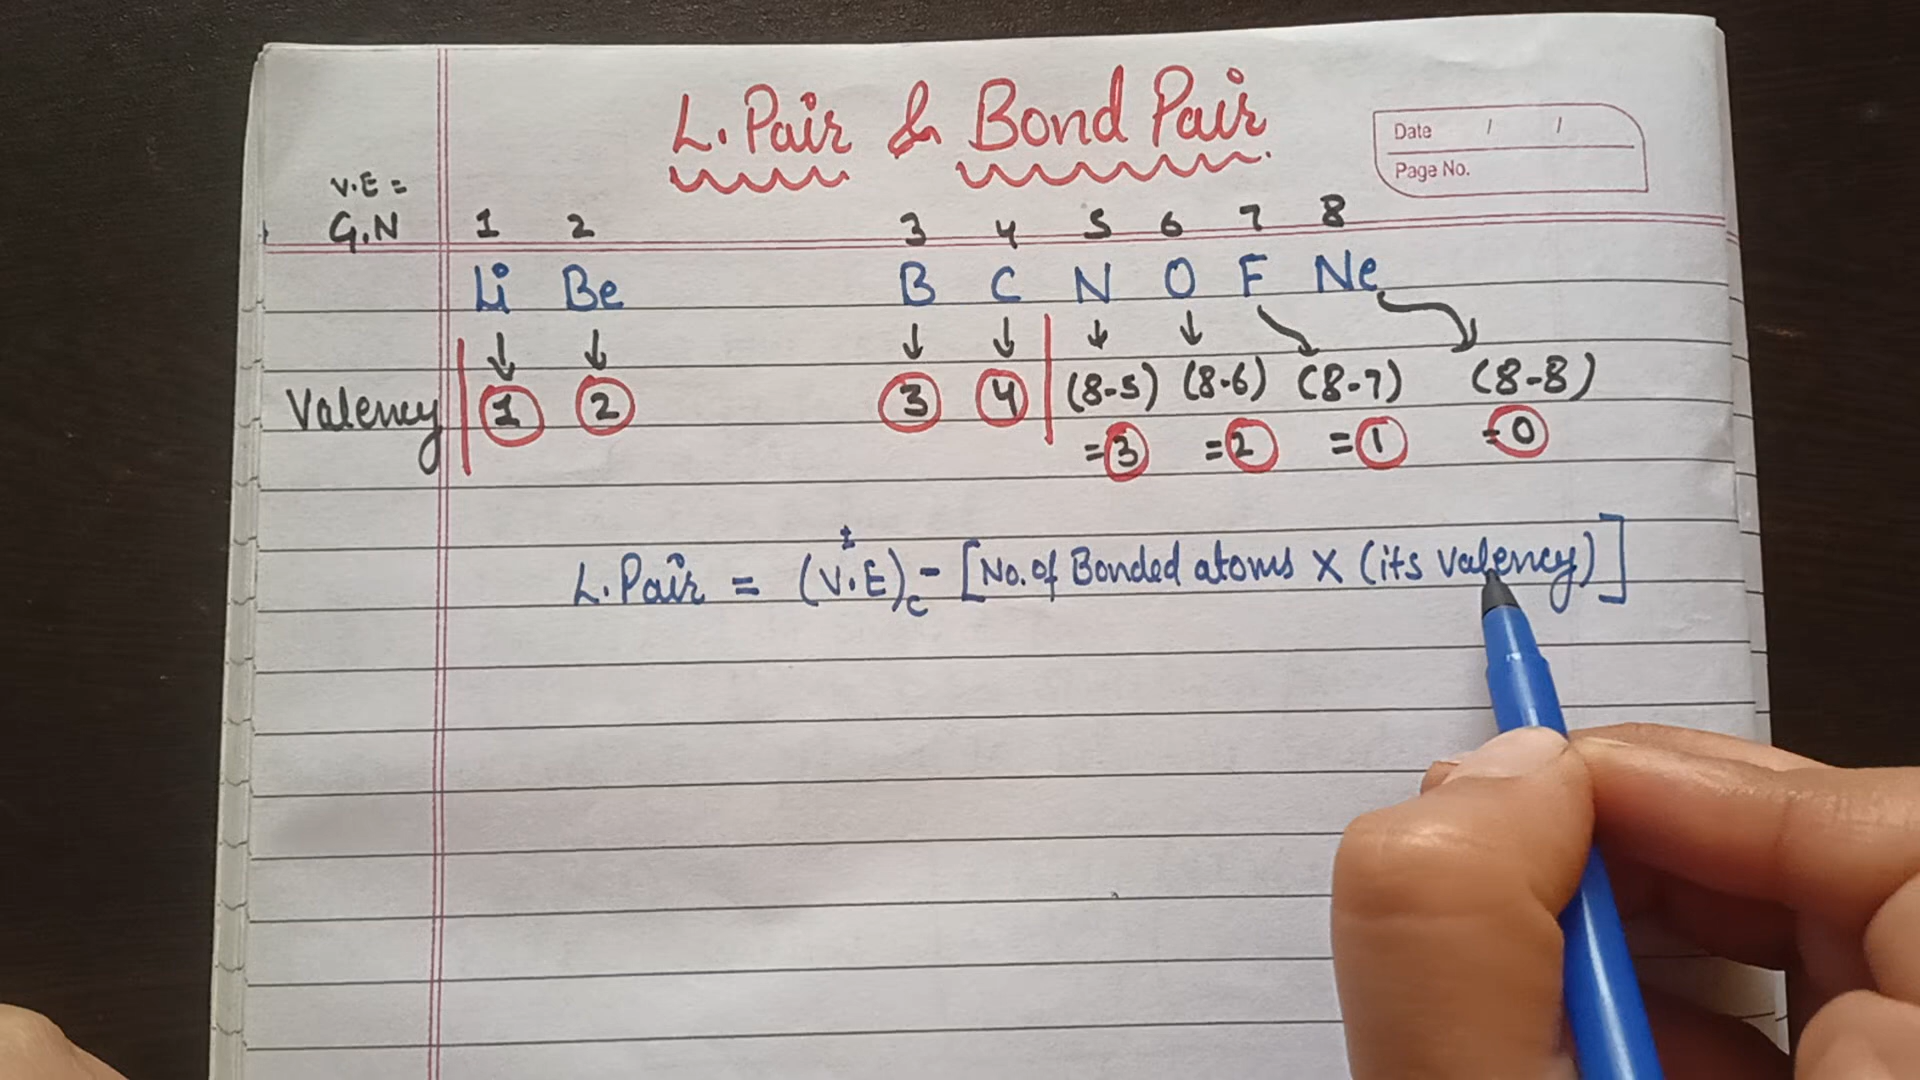 L.Pair & Bond Pair
Date / /
Page No.
V.E =
G.N 1 2 3 4 5 6 7 8
Li Be B C N O F Ne
Valency 1 2 3 4 (8-5) (8-6) (8-7) (8-8)
=3 =2 =1 =0
±
L.Pair = (V.E)c - [No. of Bonded atoms X (its valency)]